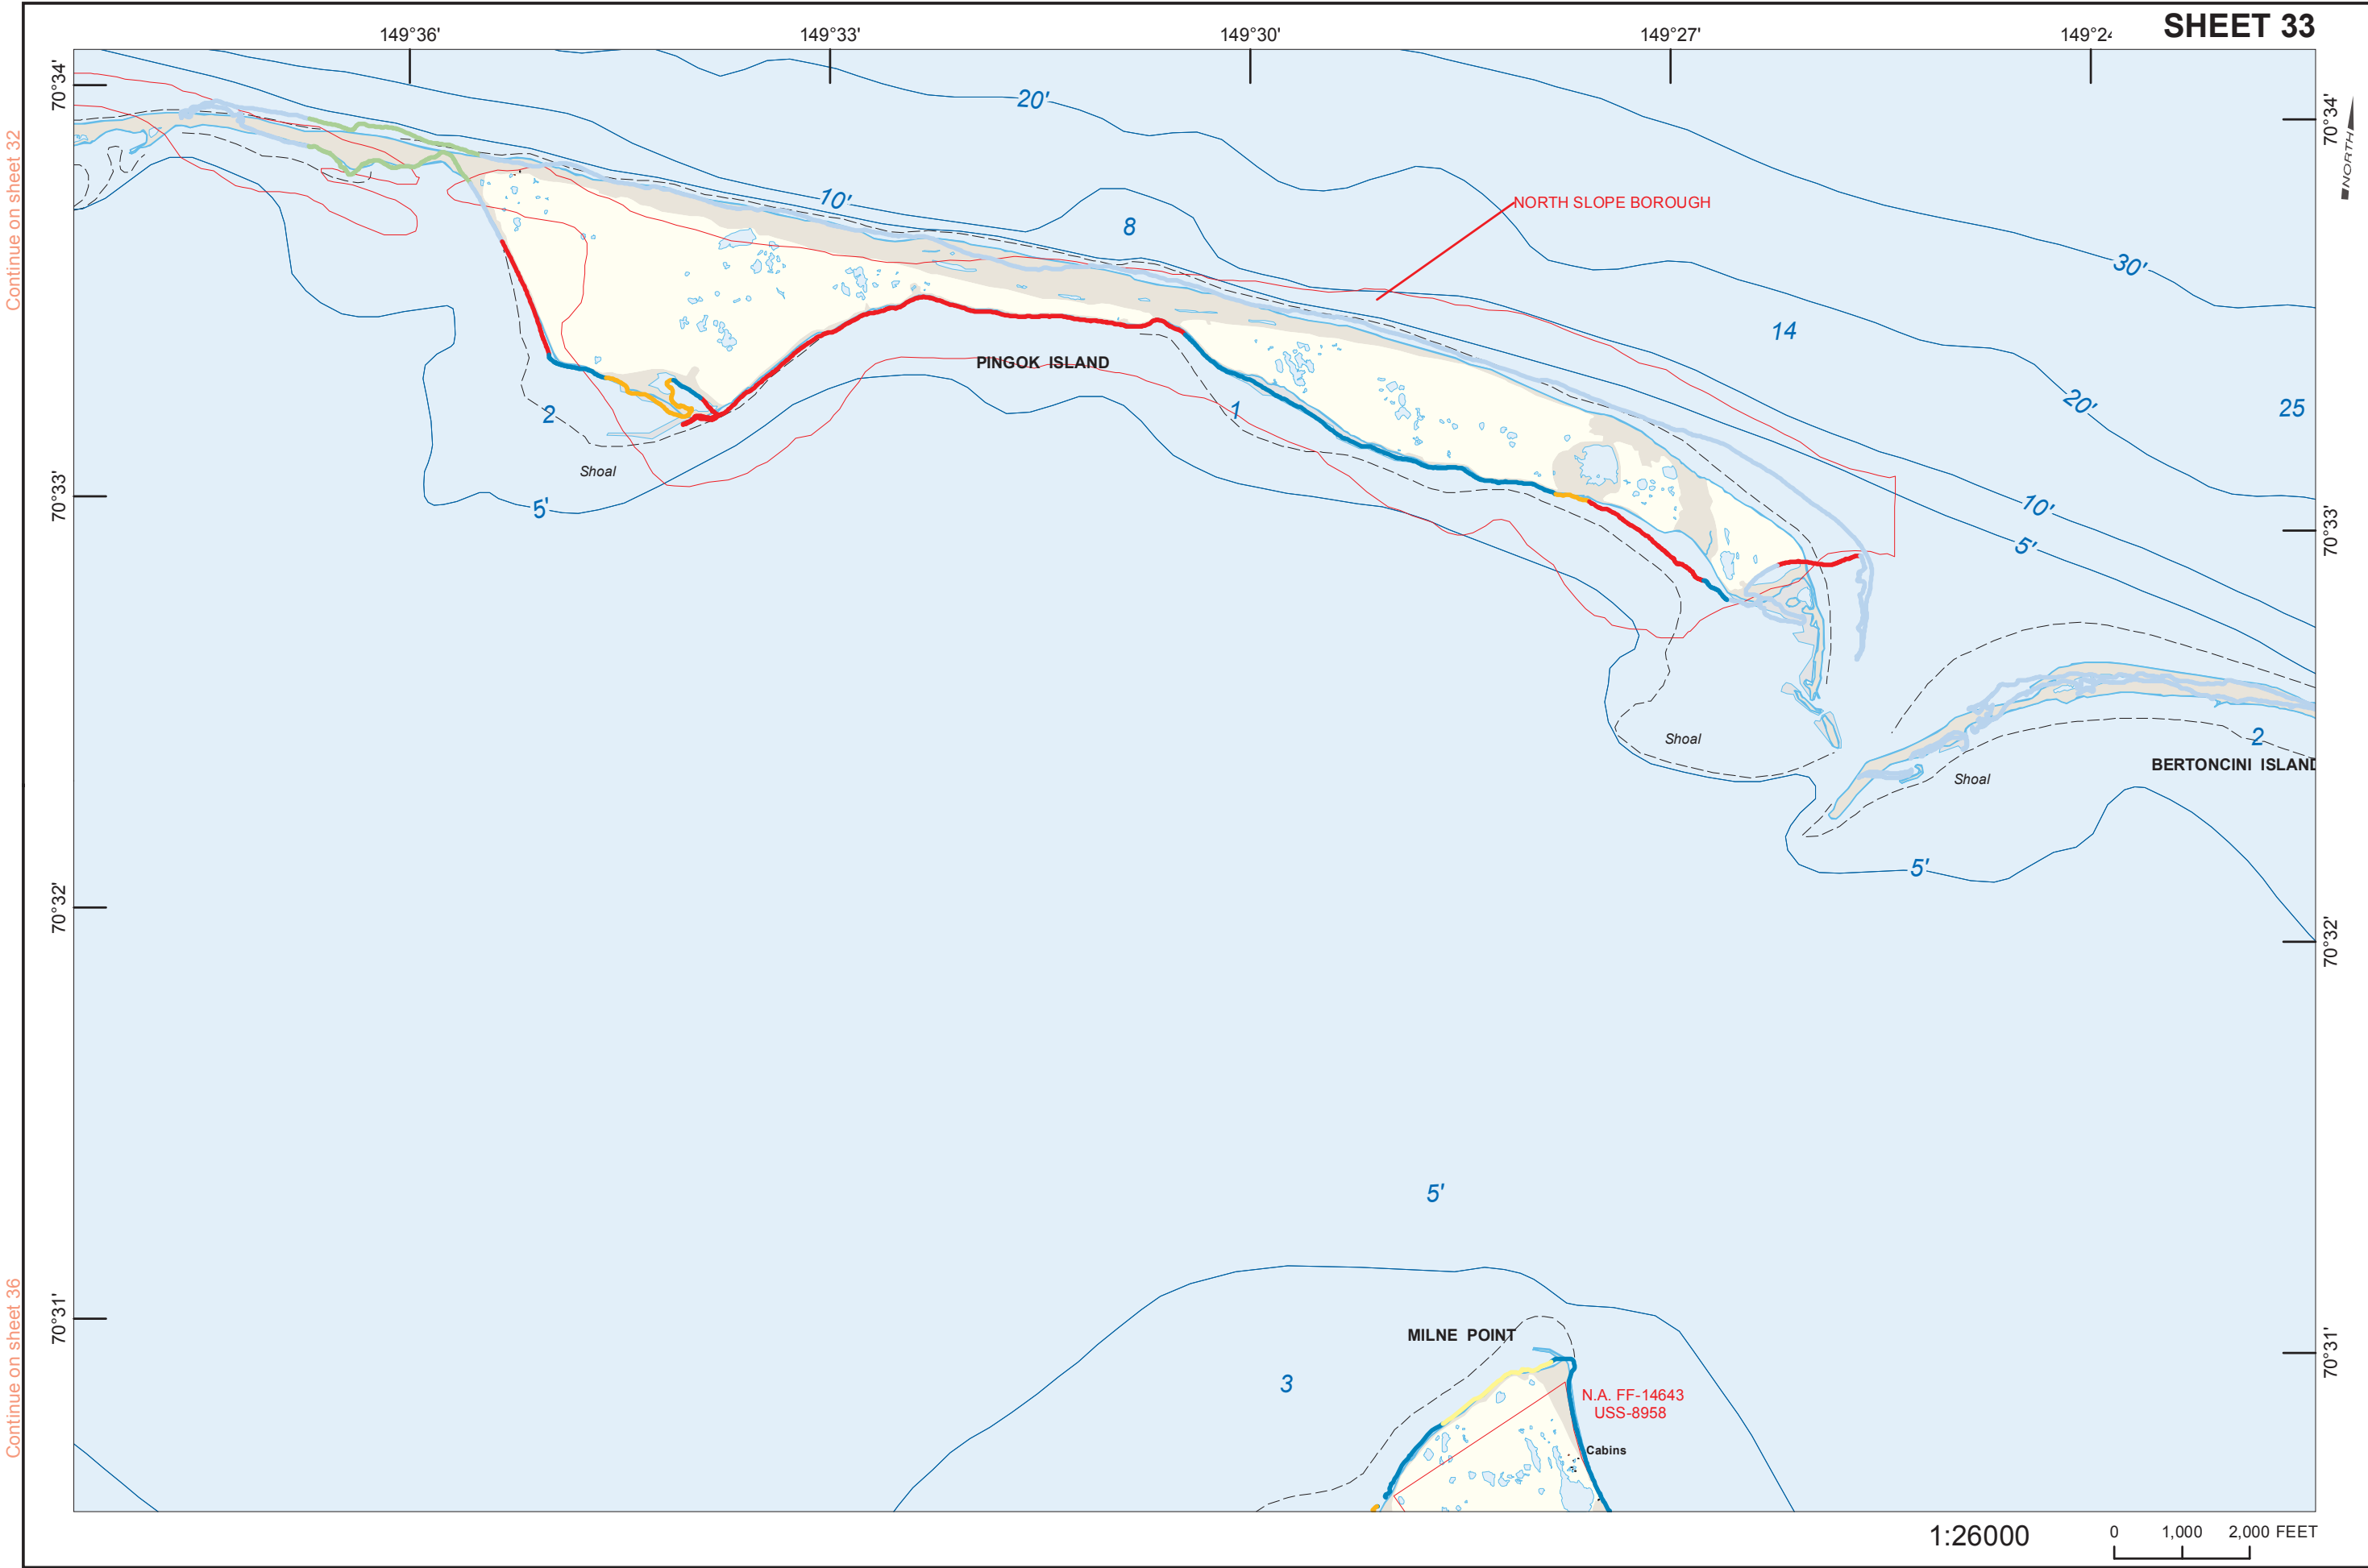 SHEET 33
149°36'
149°33'
149°30'
149°27'
149°24
70°34'
70°34'
NORTH
Continue on sheet 32
20'
10'
8
NORTH SLOPE BOROUGH
30'
14
PINGOK ISLAND
20'
25
2
1
Shoal
70°33'
5'
10'
70°33'
5'
Shoal
2
BERTONCINI ISLAND
Shoal
5'
70°32'
70°32'
5'
Continue on sheet 36
70°31'
MILNE POINT
70°31'
3
N.A. FF-14643
USS-8958
Cabins
1:26000
0 1,000 2,000 FEET